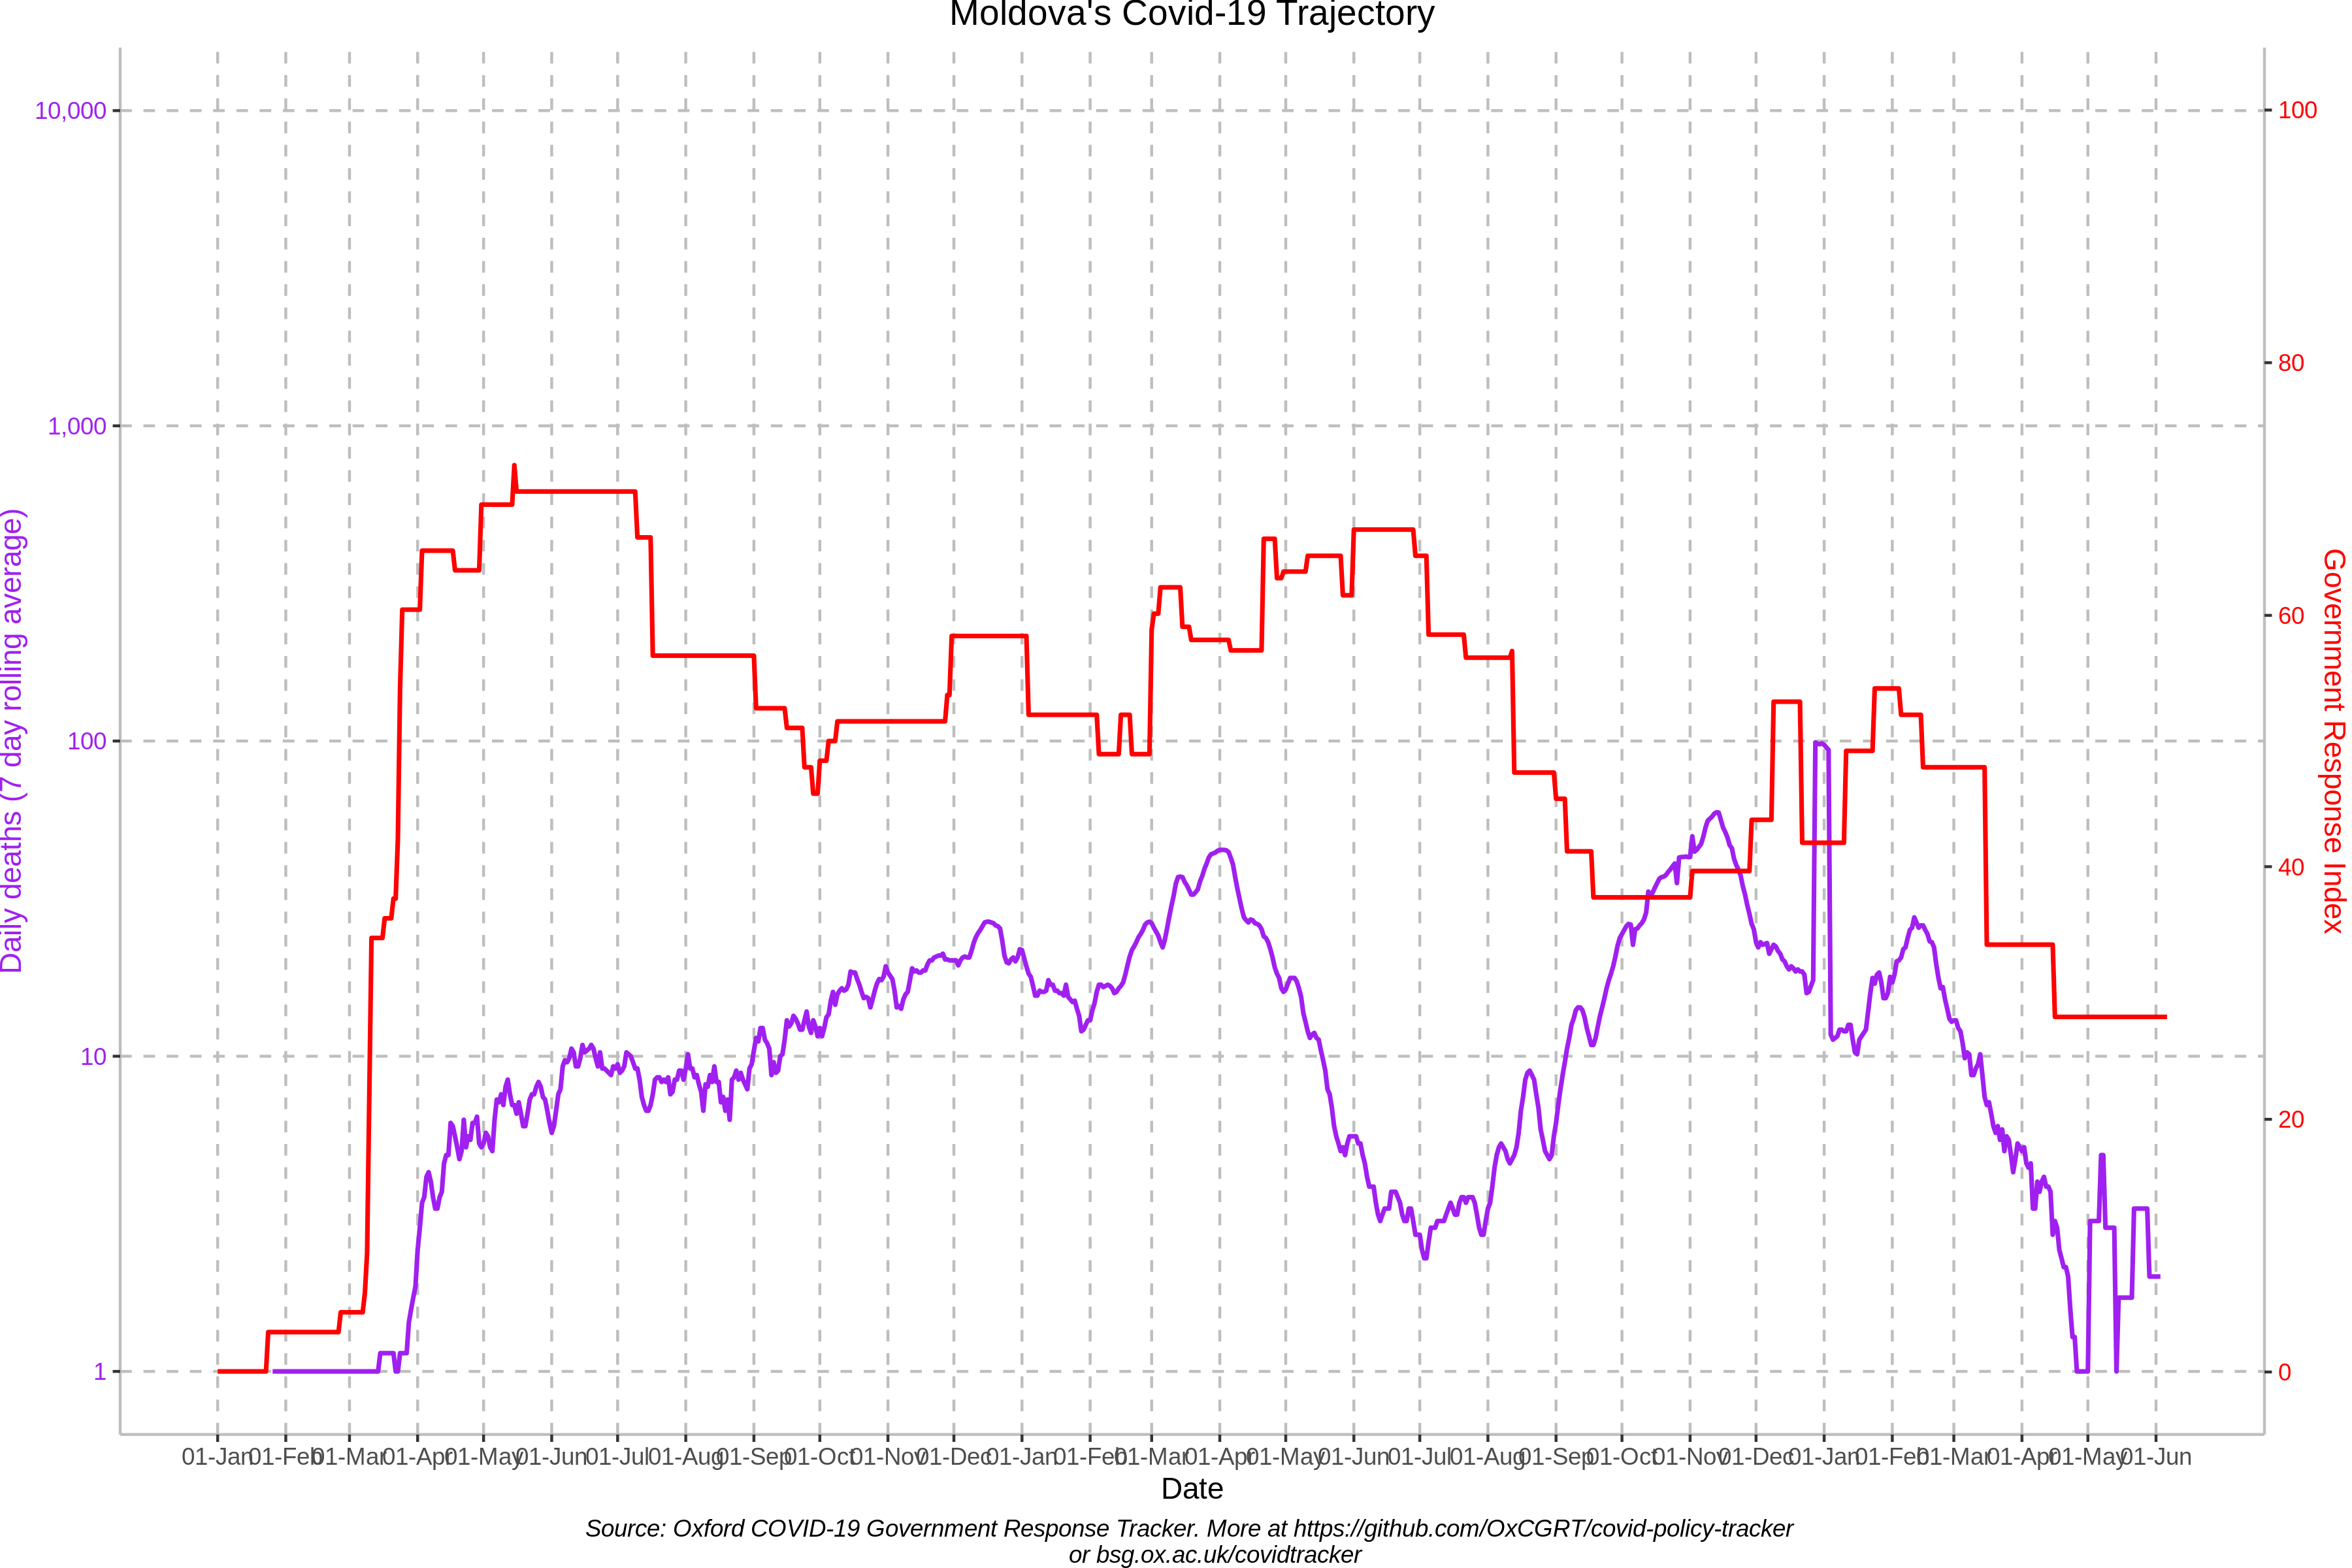 Moldova's Covid-19 Trajectory
10,000
1,000
100
10
1
Daily deaths (7 day rolling average)
100
80
60
40
20
0
Government Response Index
01-Jan 01-Feb 01-Mar 01-Apr 01-May 01-Jun 01-Jul 01-Aug 01-Sep 01-Oct 01-Nov 01-Dec 01-Jan 01-Feb 01-Mar 01-Apr 01-May 01-Jun 01-Jul 01-Aug 01-Sep 01-Oct 01-Nov 01-Dec 01-Jan 01-Feb 01-Mar 01-Apr 01-May 01-Jun
Date
Source: Oxford COVID-19 Government Response Tracker. More at https://github.com/OxCGRT/covid-policy-tracker
or bsg.ox.ac.uk/covidtracker